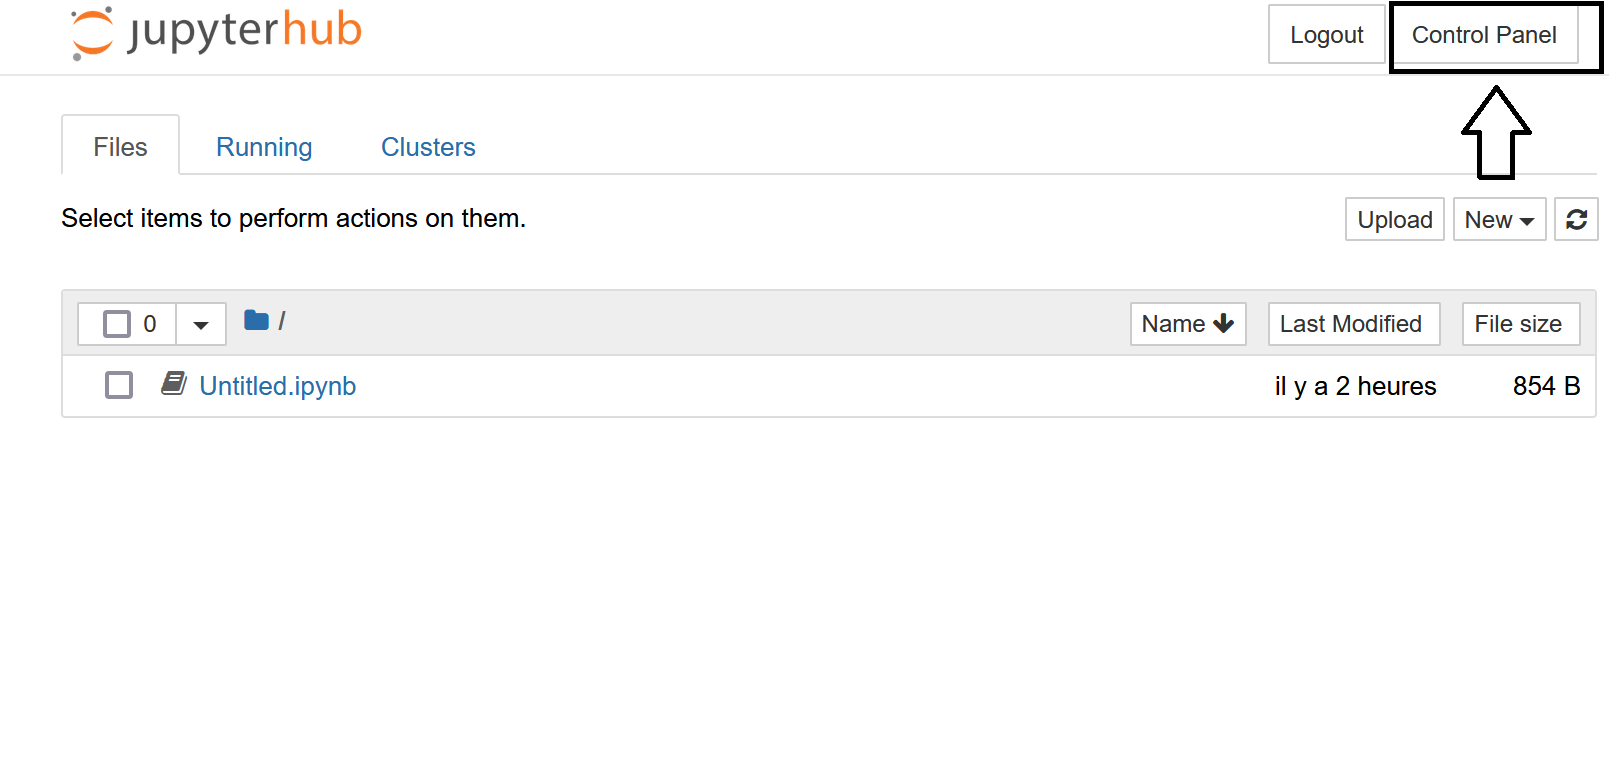 jupyterhub
Logout Control Panel
Files Running Clusters
Select items to perform actions on them.
Upload New
0 / Name Last Modified File size
Untitled.ipynb il y a 2 heures 854 B